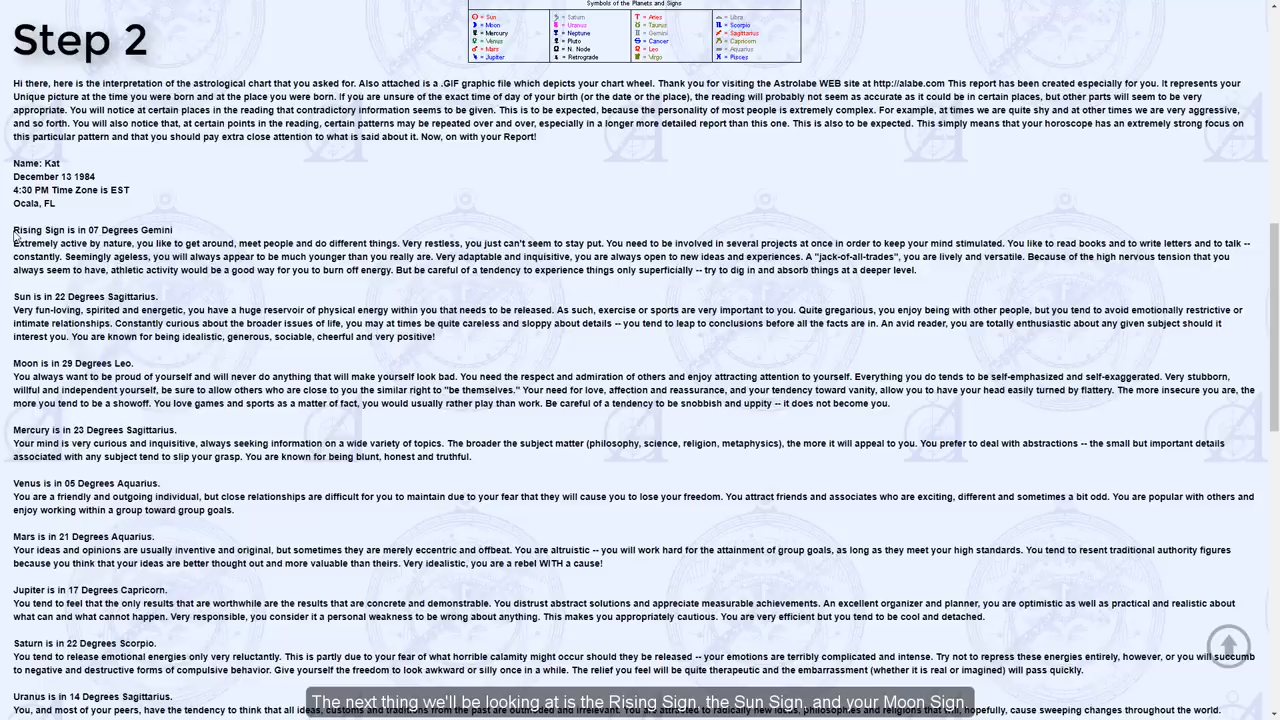 Symbols of the Planets and Signs
= Sun = Saturn = Aries = Libra
= Moon = Uranus = Taurus = Scorpio
= Mercury = Neptune = Gemini = Sagittarius
= Venus = Pluto = Cancer = Capricorn
= Mars = N. Node = Leo = Aquarius
= Jupiter = Retrograde = Virgo = Pisces
Step 2
Hi there, here is the interpretation of the astrological chart that you asked for. Also attached is a .GIF graphic file which depicts your chart wheel. Thank you for visiting the Astrolabe WEB site at http://alabe.com This report has been created especially for you. It represents your
Unique picture at the time you were born and at the place you were born. If you are unsure of the exact time of day of your birth (or the date or the place), the reading will probably not seem as accurate as it could be in certain places, but other parts will seem to be very
appropriate. You will notice at certain places in the reading that contradictory information seems to be given. This is to be expected, because the personality of most people is extremely complex. For example, at times we are quite shy and at other times we are very aggressive,
and so forth. You will also notice that, at certain points in the reading, certain patterns may be repeated over and over, especially in a longer more detailed report than this one. This is also to be expected. This simply means that your horoscope has an extremely strong focus on
this particular pattern and that you should pay extra close attention to what is said about it. Now, on with your Report!
Name: Kat
December 13 1984
4:30 PM Time Zone is EST
Ocala, FL
Rising Sign is in 07 Degrees Gemini
Extremely active by nature, you like to get around, meet people and do different things. Very restless, you just can't seem to stay put. You need to be involved in several projects at once in order to keep your mind stimulated. You like to read books and to write letters and to talk --
constantly. Seemingly ageless, you will always appear to be much younger than you really are. Very adaptable and inquisitive, you are always open to new ideas and experiences. A "jack-of-all-trades", you are lively and versatile. Because of the high nervous tension that you
always seem to have, athletic activity would be a good way for you to burn off energy. But be careful of a tendency to experience things only superficially -- try to dig in and absorb things at a deeper level.
Sun is in 22 Degrees Sagittarius.
Very fun-loving, spirited and energetic, you have a huge reservoir of physical energy within you that needs to be released. As such, exercise or sports are very important to you. Quite gregarious, you enjoy being with other people, but you tend to avoid emotionally restrictive or
intimate relationships. Constantly curious about the broader issues of life, you may at times be quite careless and sloppy about details -- you tend to leap to conclusions before all the facts are in. An avid reader, you are totally enthusiastic about any given subject should it
interest you. You are known for being idealistic, generous, sociable, cheerful and very positive!
Moon is in 29 Degrees Leo.
You always want to be proud of yourself and will never do anything that will make yourself look bad. You need the respect and admiration of others and enjoy attracting attention to yourself. Everything you do tends to be self-emphasized and self-exaggerated. Very stubborn,
willful and independent yourself, be sure to allow others who are close to you the similar right to "be themselves." Your need for love, affection and reassurance, and your tendency toward vanity, allow you to have your head easily turned by flattery. The more insecure you are, the
more you tend to be a showoff. You love games and sports as a matter of fact, you would usually rather play than work. Be careful of a tendency to be snobbish and uppity -- it does not become you.
Mercury is in 23 Degrees Sagittarius.
Your mind is very curious and inquisitive, always seeking information on a wide variety of topics. The broader the subject matter (philosophy, science, religion, metaphysics), the more it will appeal to you. You prefer to deal with abstractions -- the small but important details
associated with any subject tend to slip your grasp. You are known for being blunt, honest and truthful.
Venus is in 05 Degrees Aquarius.
You are a friendly and outgoing individual, but close relationships are difficult for you to maintain due to your fear that they will cause you to lose your freedom. You attract friends and associates who are exciting, different and sometimes a bit odd. You are popular with others and
enjoy working within a group toward group goals.
Mars is in 21 Degrees Aquarius.
Your ideas and opinions are usually inventive and original, but sometimes they are merely eccentric and offbeat. You are altruistic -- you will work hard for the attainment of group goals, as long as they meet your high standards. You tend to resent traditional authority figures
because you think that your ideas are better thought out and more valuable than theirs. Very idealistic, you are a rebel WITH a cause!
Jupiter is in 17 Degrees Capricorn.
You tend to feel that the only results that are worthwhile are the results that are concrete and demonstrable. You distrust abstract solutions and appreciate measurable achievements. An excellent organizer and planner, you are optimistic as well as practical and realistic about
what can and what cannot happen. Very responsible, you consider it a personal weakness to be wrong about anything. This makes you appropriately cautious. You are very efficient but you tend to be cool and detached.
Saturn is in 22 Degrees Scorpio.
You tend to release emotional energies only very reluctantly. This is partly due to your fear of what horrible calamity might occur should they be released -- your emotions are terribly complicated and intense. Try not to repress these energies entirely, however, or you will succumb
to negative and destructive forms of compulsive behavior. Give yourself the freedom to look awkward or silly once in a while. The relief you feel will be quite therapeutic and the embarrassment (whether it is real or imagined) will pass quickly.
Uranus is in 14 Degrees Sagittarius.
You, and most of your peers, have the tendency to think that all ideas, customs and traditions from the past are outmoded and irrelevant. You are attracted to radically new ideas, philosophies and religions that will, hopefully, cause sweeping changes throughout the world.
The next thing we'll be looking at is the Rising Sign, the Sun Sign, and your Moon Sign.